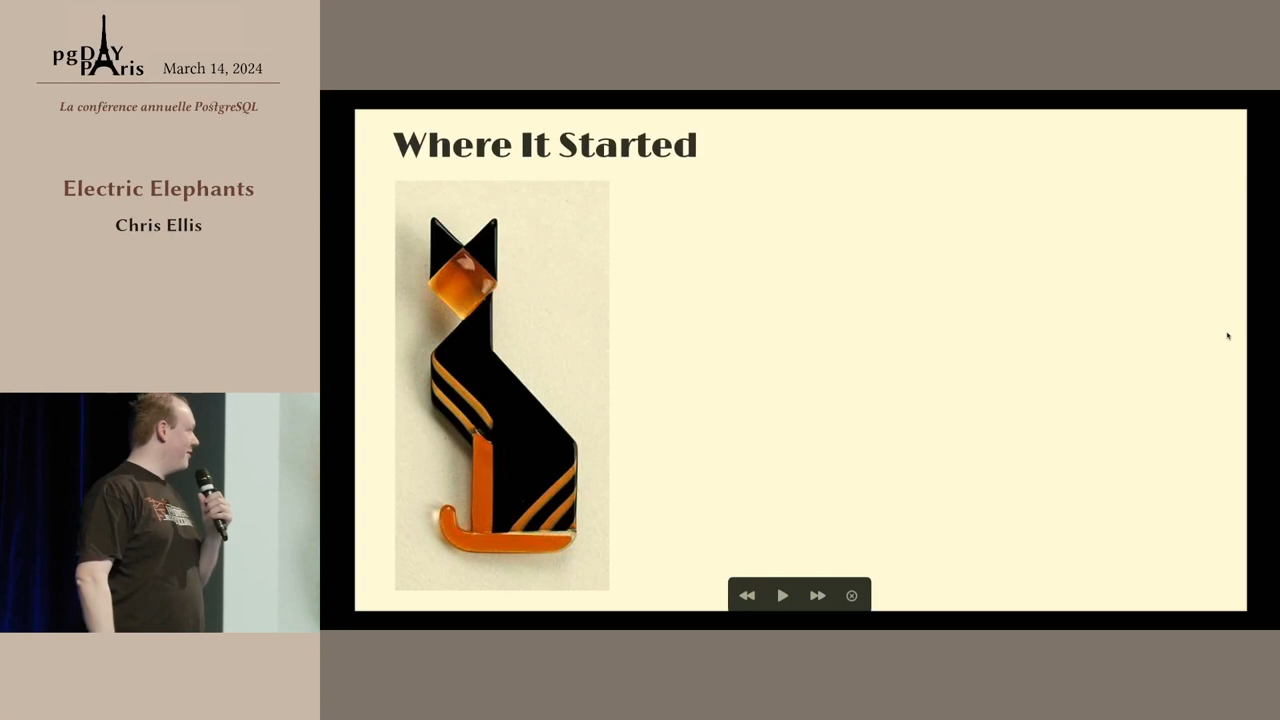 pgDAY
PAris
March 14, 2024
La conférence annuelle PostgreSQL
Electric Elephants
Chris Ellis
Where It Started